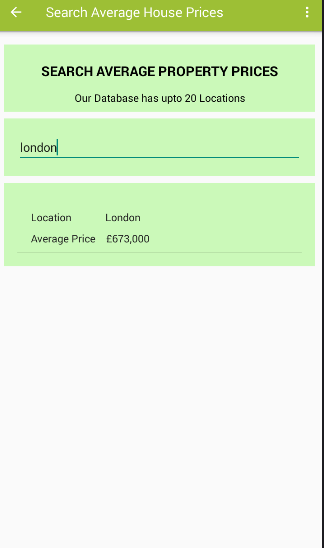 Search Average House Prices
SEARCH AVERAGE PROPERTY PRICES
Our Database has upto 20 Locations
london
Location London
Average Price £673,000